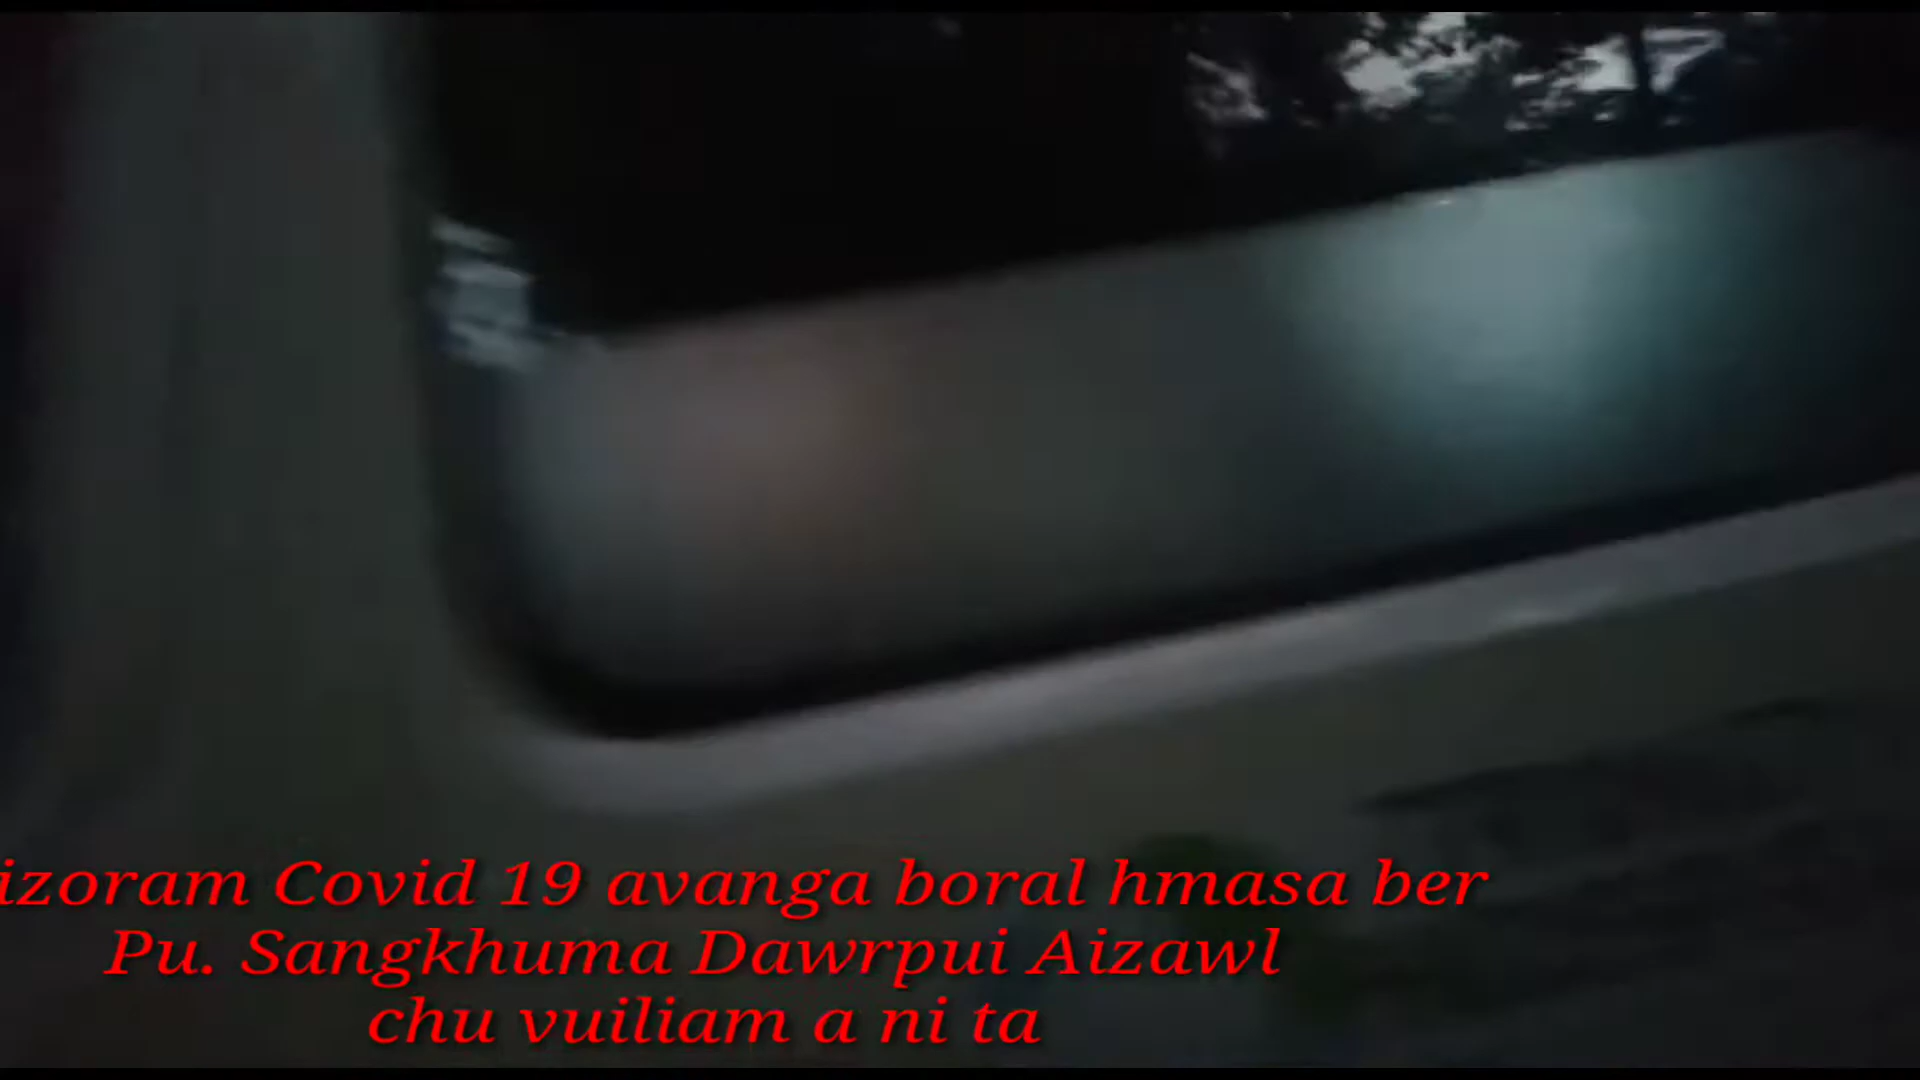 izoram Covid 19 avanga boral hmasa ber
Pu. Sangkhuma Dawrpui Aizawl
chu vuiliam a ni ta